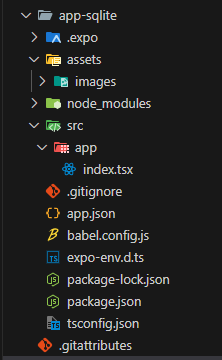 app-sqlite
.expo
assets
images
node_modules
src
app
index.tsx
.gitignore
app.json
babel.config.js
expo-env.d.ts
package-lock.json
package.json
tsconfig.json
.gitattributes